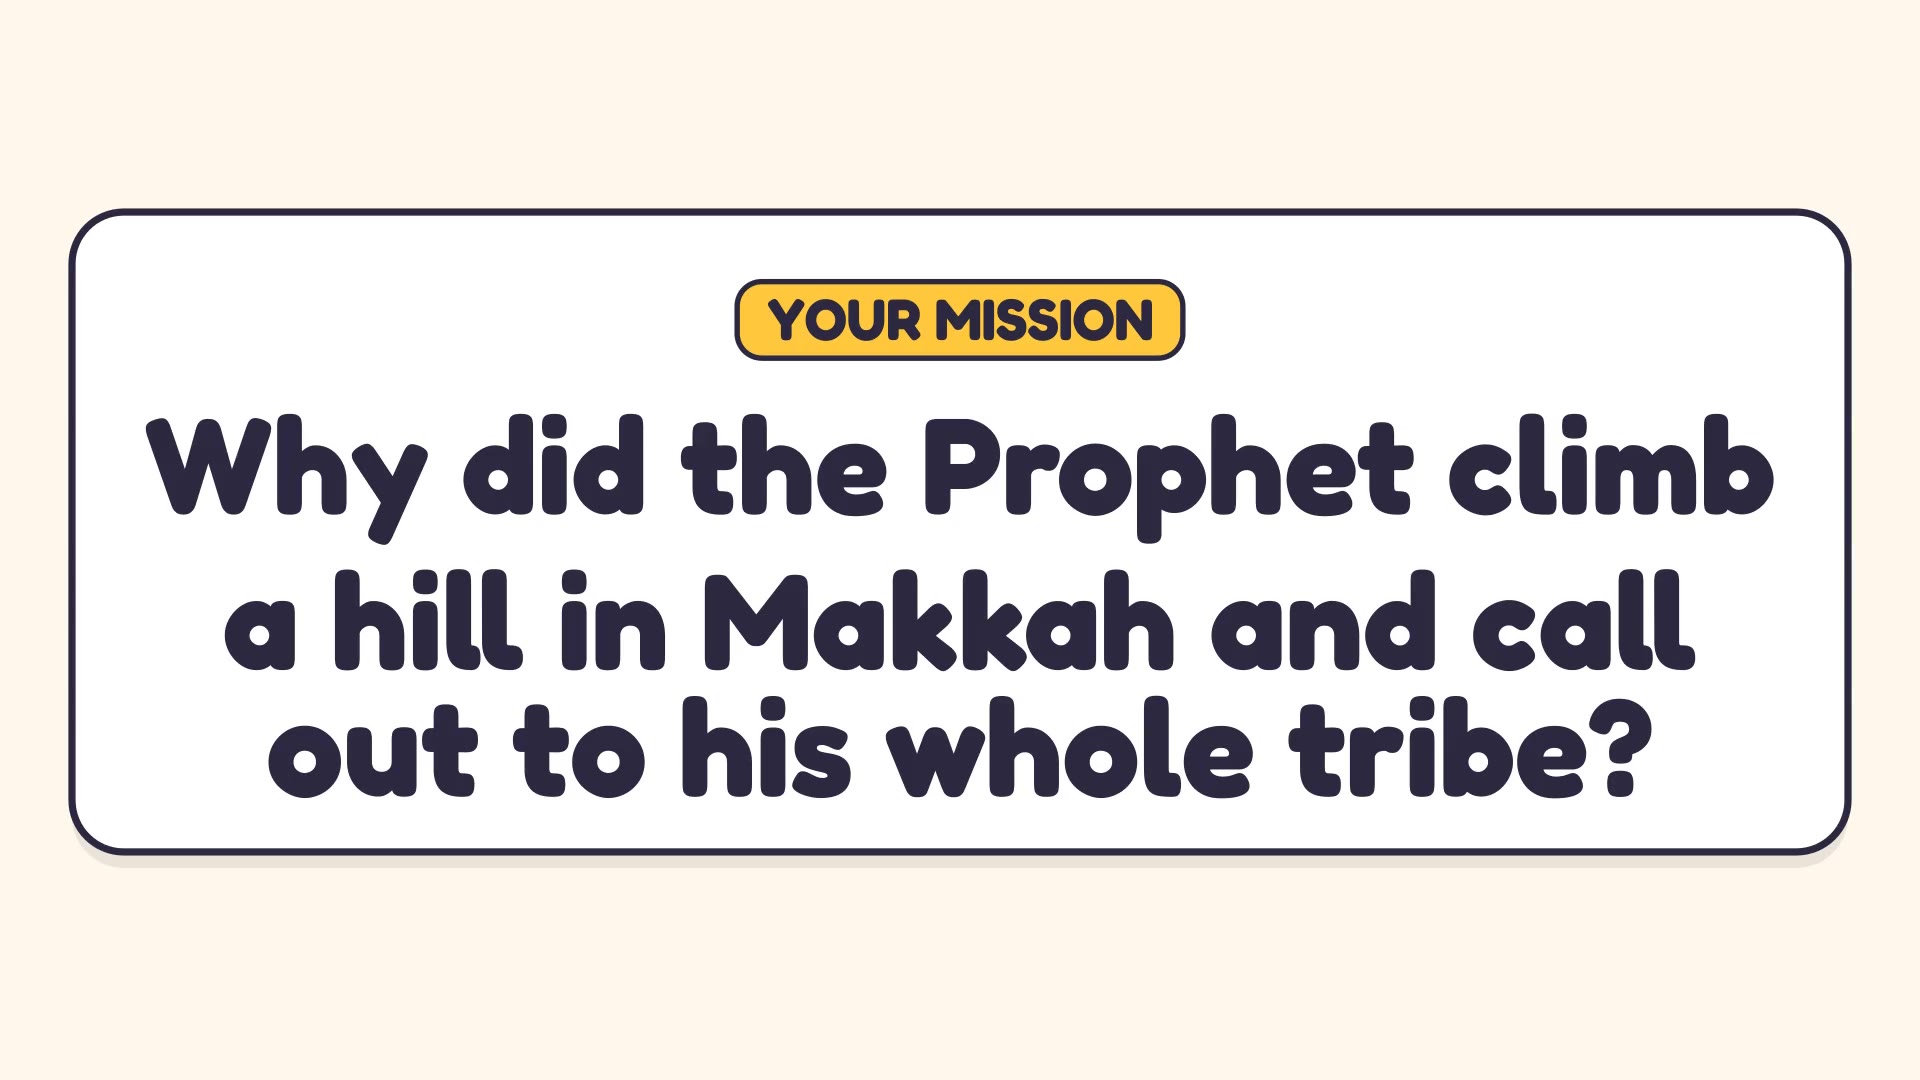 YOUR MISSION
Why did the Prophet climb
a hill in Makkah and call
out to his whole tribe?